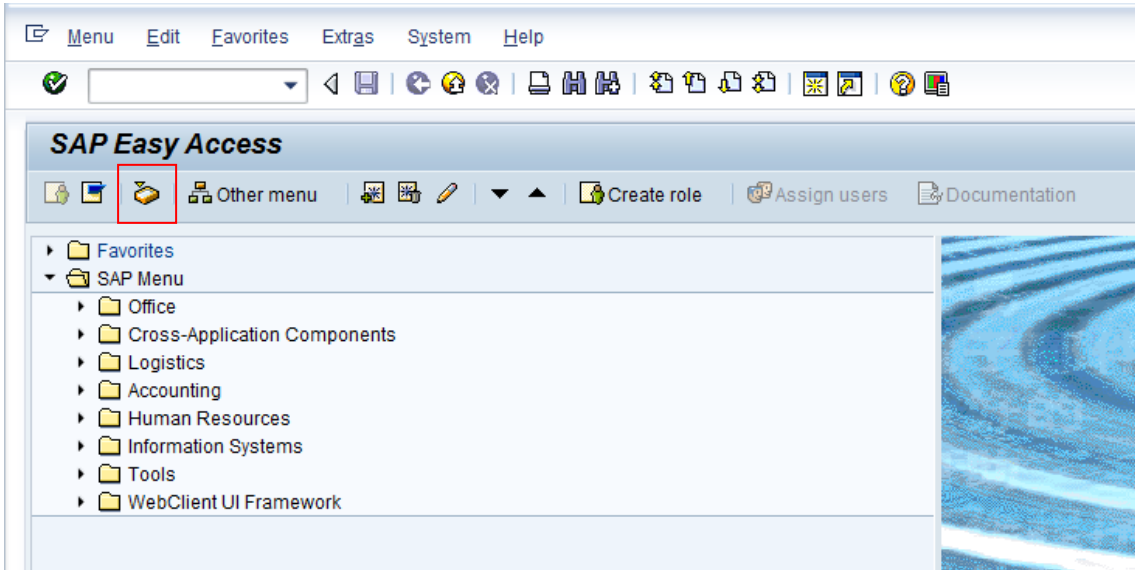 Menu Edit Favorites Extras System Help
SAP Easy Access
Other menu Create role Assign users Documentation
Favorites
SAP Menu
Office
Cross-Application Components
Logistics
Accounting
Human Resources
Information Systems
Tools
WebClient UI Framework